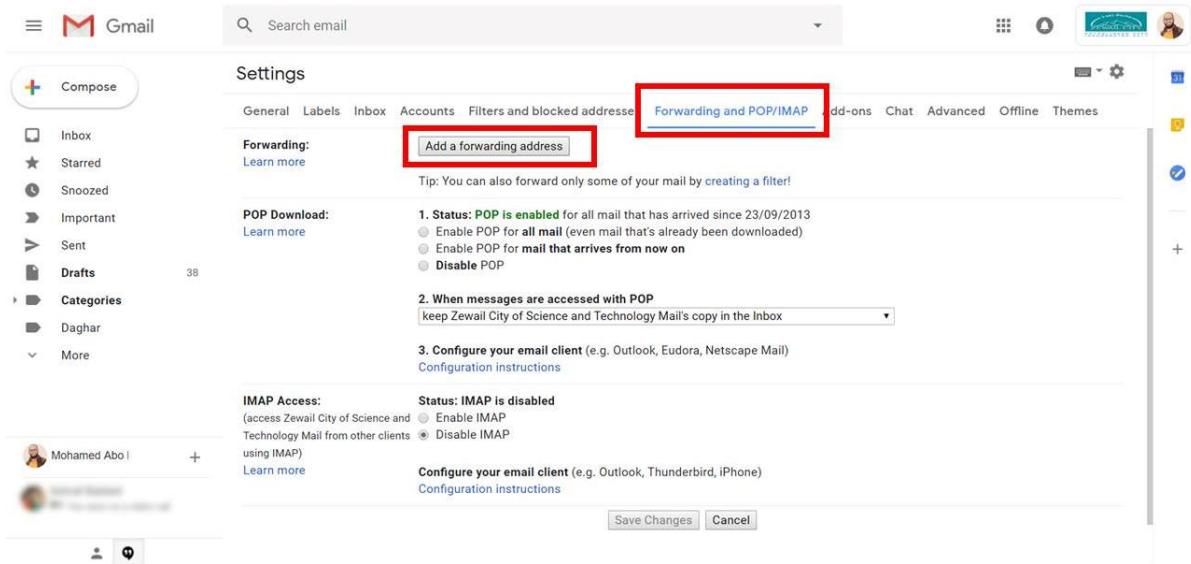 Gmail
Search email
Settings
Compose
General Labels Inbox Accounts Filters and blocked addresse Forwarding and POP/IMAP dd-ons Chat Advanced Offline Themes
Inbox
Starred
Snoozed
Important
Sent
Drafts 38
Categories
Daghar
More
Mohamed Abo
Forwarding:
Learn more
Add a forwarding address
Tip: You can also forward only some of your mail by creating a filter!
POP Download:
Learn more
1. Status: POP is enabled for all mail that has arrived since 23/09/2013
Enable POP for all mail (even mail that's already been downloaded)
Enable POP for mail that arrives from now on
Disable POP
2. When messages are accessed with POP
keep Zewail City of Science and Technology Mail's copy in the Inbox
3. Configure your email client (e.g. Outlook, Eudora, Netscape Mail)
Configuration instructions
IMAP Access:
(access Zewail City of Science and
Technology Mail from other clients
using IMAP)
Learn more
Status: IMAP is disabled
Enable IMAP
Disable IMAP
Configure your email client (e.g. Outlook, Thunderbird, iPhone)
Configuration instructions
Save Changes Cancel
31